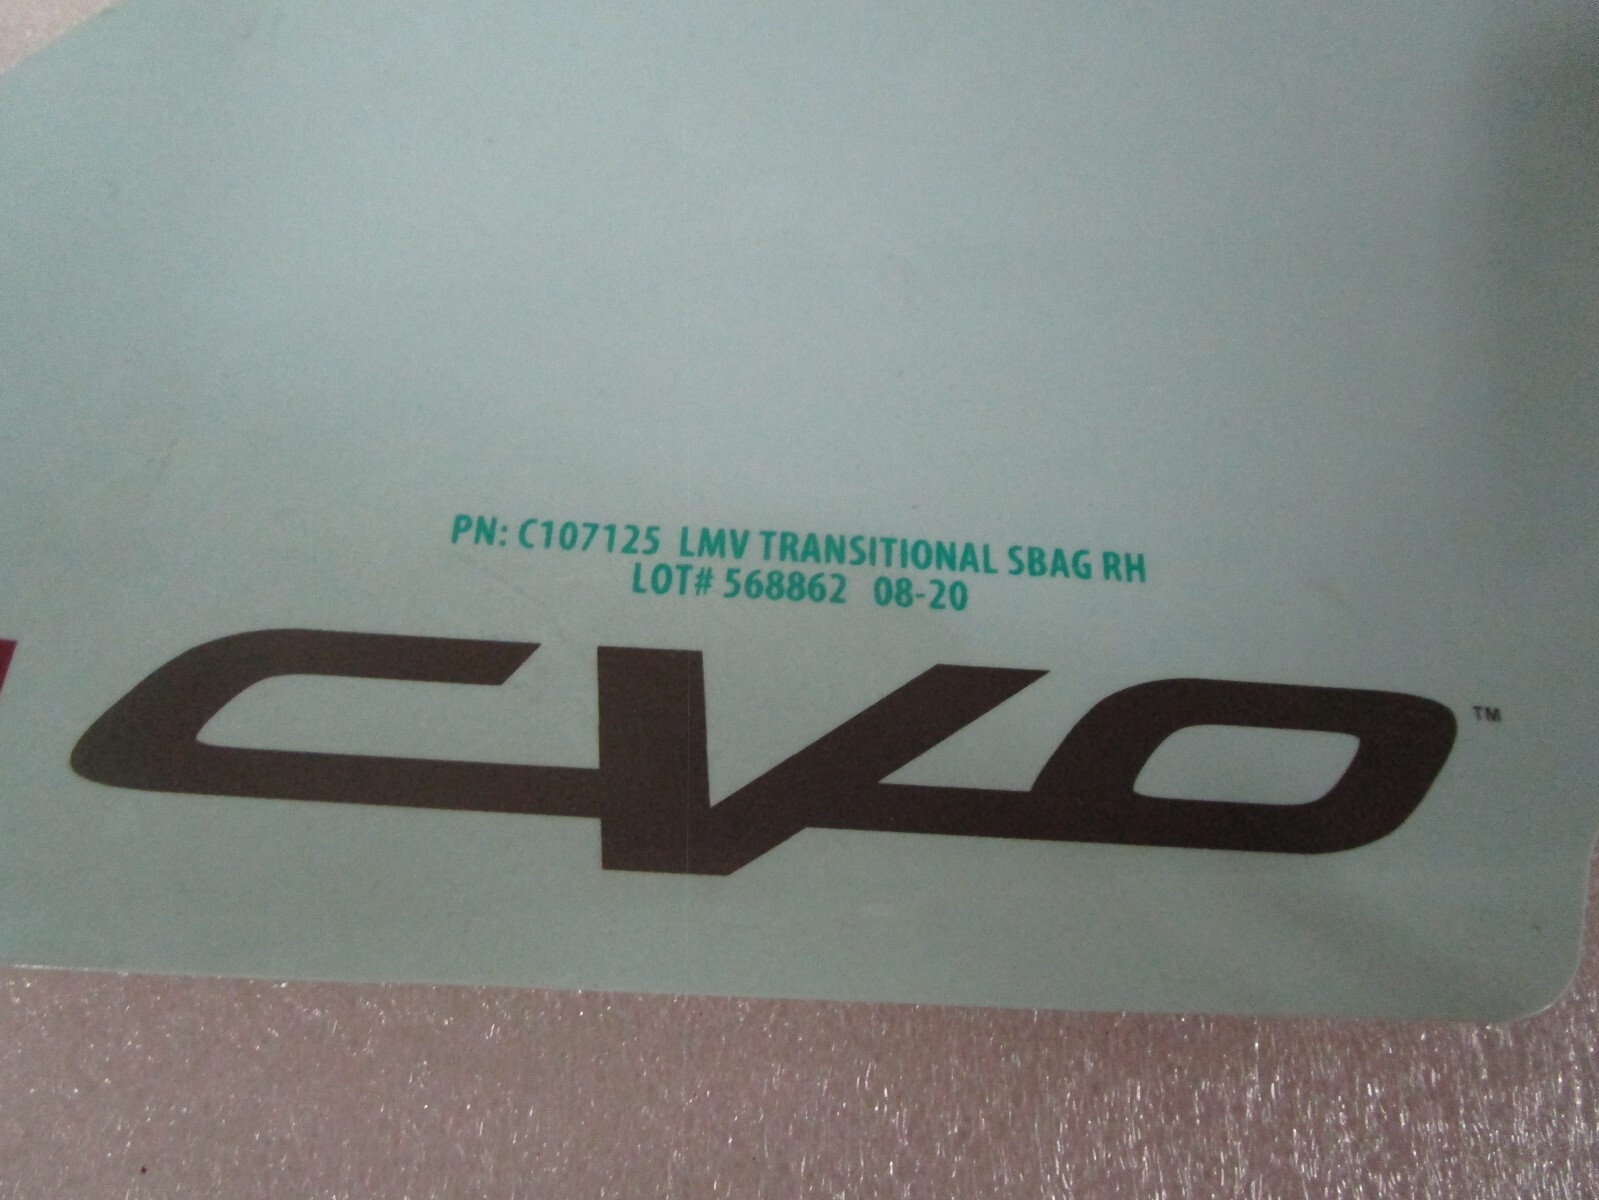 PN: C107125 LMV TRANSITIONAL SBAG RH
LOT# 568862 08-20
CVO™